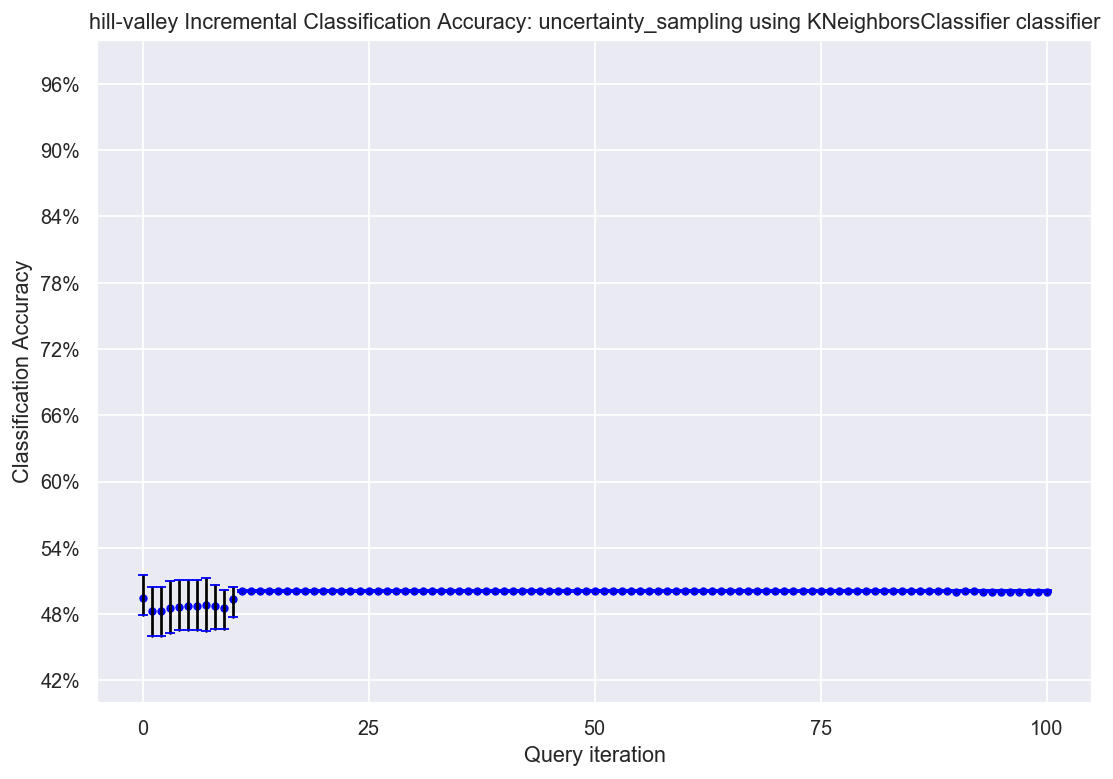 hill-valley Incremental Classification Accuracy: uncertainty_sampling using KNeighborsClassifier classifier
96%
90%
84%
78%
72%
66%
60%
54%
48%
42%
Classification Accuracy
0 25 50 75 100
Query iteration